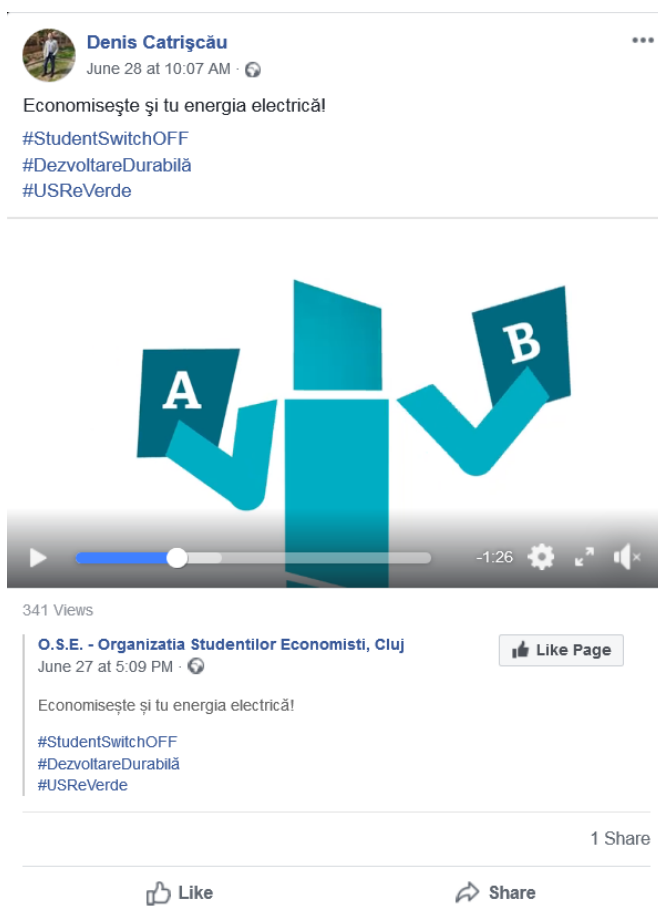 Denis Catrişcău
June 28 at 10:07 AM ·
Economiseşte şi tu energia electrică!
#StudentSwitchOFF
#DezvoltareDurabilă
#USReVerde
A
B
-1:26
341 Views
O.S.E. - Organizatia Studentilor Economisti, Cluj
Like Page
June 27 at 5:09 PM ·
Economisește și tu energia electrică!
#StudentSwitchOFF
#DezvoltareDurabilă
#USReVerde
1 Share
Like
Share